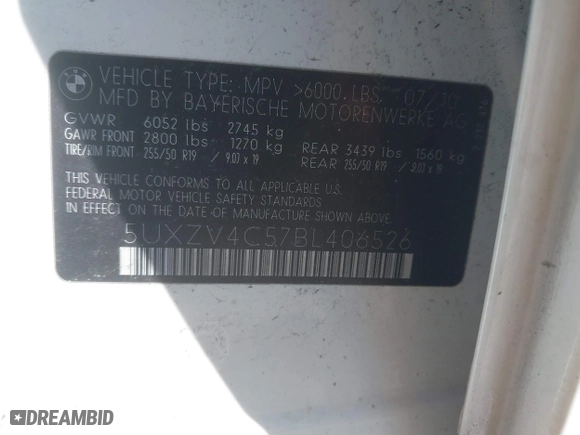 VEHICLE TYPE: MPV >6000. LBS. 07/10
MFD BY BAYERISCHE MOTORENWERKE AG
GVWR 6052 lbs 2745 kg
GAWR FRONT 2800 lbs 1270 kg REAR 3439 lbs 1560 kg
TIRE/RIM FRONT 255/50 R19 / 9.0J x 19 REAR 255/50 R19 / 9.0J x 19
THIS VEHICLE CONFORMS TO ALL APPLICABLE U.S.
FEDERAL MOTOR VEHICLE SAFETY STANDARDS
IN EFFECT ON THE DATE OF MANUFACTURE SHOWN ABOVE.
5UXZV4C57BL406526
DREAMBID